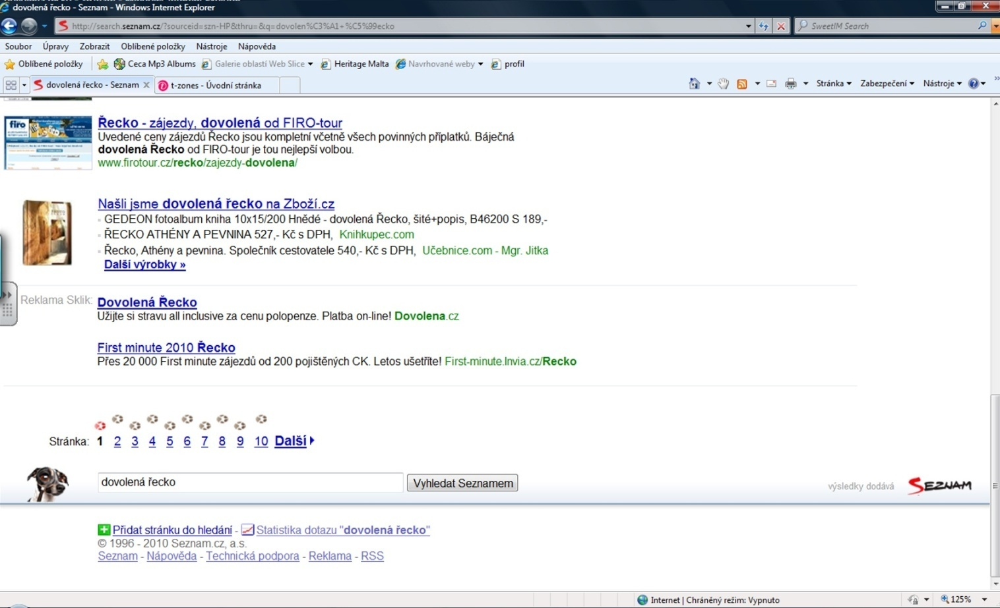 dovolená řecko - Seznam - Windows Internet Explorer
http://search.seznam.cz/?sourceid=szn-HP&thru=&q=dovolen%C3%A1+%C5%99ecko
SweetIM Search
Soubor Úpravy Zobrazit Oblíbené položky Nástroje Nápověda
Oblíbené položky Ceca Mp3 Albums Galerie oblastí Web Slice Heritage Malta Navrhované weby profil
dovolená řecko - Seznam t-zones - Úvodní stránka Stránka Zabezpečení Nástroje
firo
Řecko - zájezdy, dovolená od FIRO-tour
Uvedené ceny zájezdů Řecko jsou kompletní včetně všech povinných příplatků. Báječná
dovolená Řecko od FIRO-tour je tou nejlepší volbou.
www.firotour.cz/recko/zajezdy-dovolena/
Našli jsme dovolená řecko na Zboží.cz
GEDEON fotoalbum kniha 10x15/200 Hnědé - dovolená Řecko, šité+popis, B46200 S 189,-
ŘECKO ATHÉNY A PEVNINA 527,- Kč s DPH, Knihkupec.com
Řecko, Athény a pevnina. Společník cestovatele 540,- Kč s DPH, Učebnice.com - Mgr. Jitka
Další výrobky »
Reklama Sklik: Dovolená Řecko
Užijte si stravu all inclusive za cenu polopenze. Platba on-line! Dovolena.cz
First minute 2010 Řecko
Přes 20 000 First minute zájezdů od 200 pojištěných CK. Letos ušetříte! First-minute.Invia.cz/Recko
Stránka: 1 2 3 4 5 6 7 8 9 10 Další
dovolená řecko Vyhledat Seznamem výsledky dodává SEZNAM
Přidat stránku do hledání - Statistika dotazu "dovolená řecko"
© 1996 - 2010 Seznam.cz, a.s.
Seznam - Nápověda - Technická podpora - Reklama - RSS
Internet | Chráněný režim: Vypnuto 125%